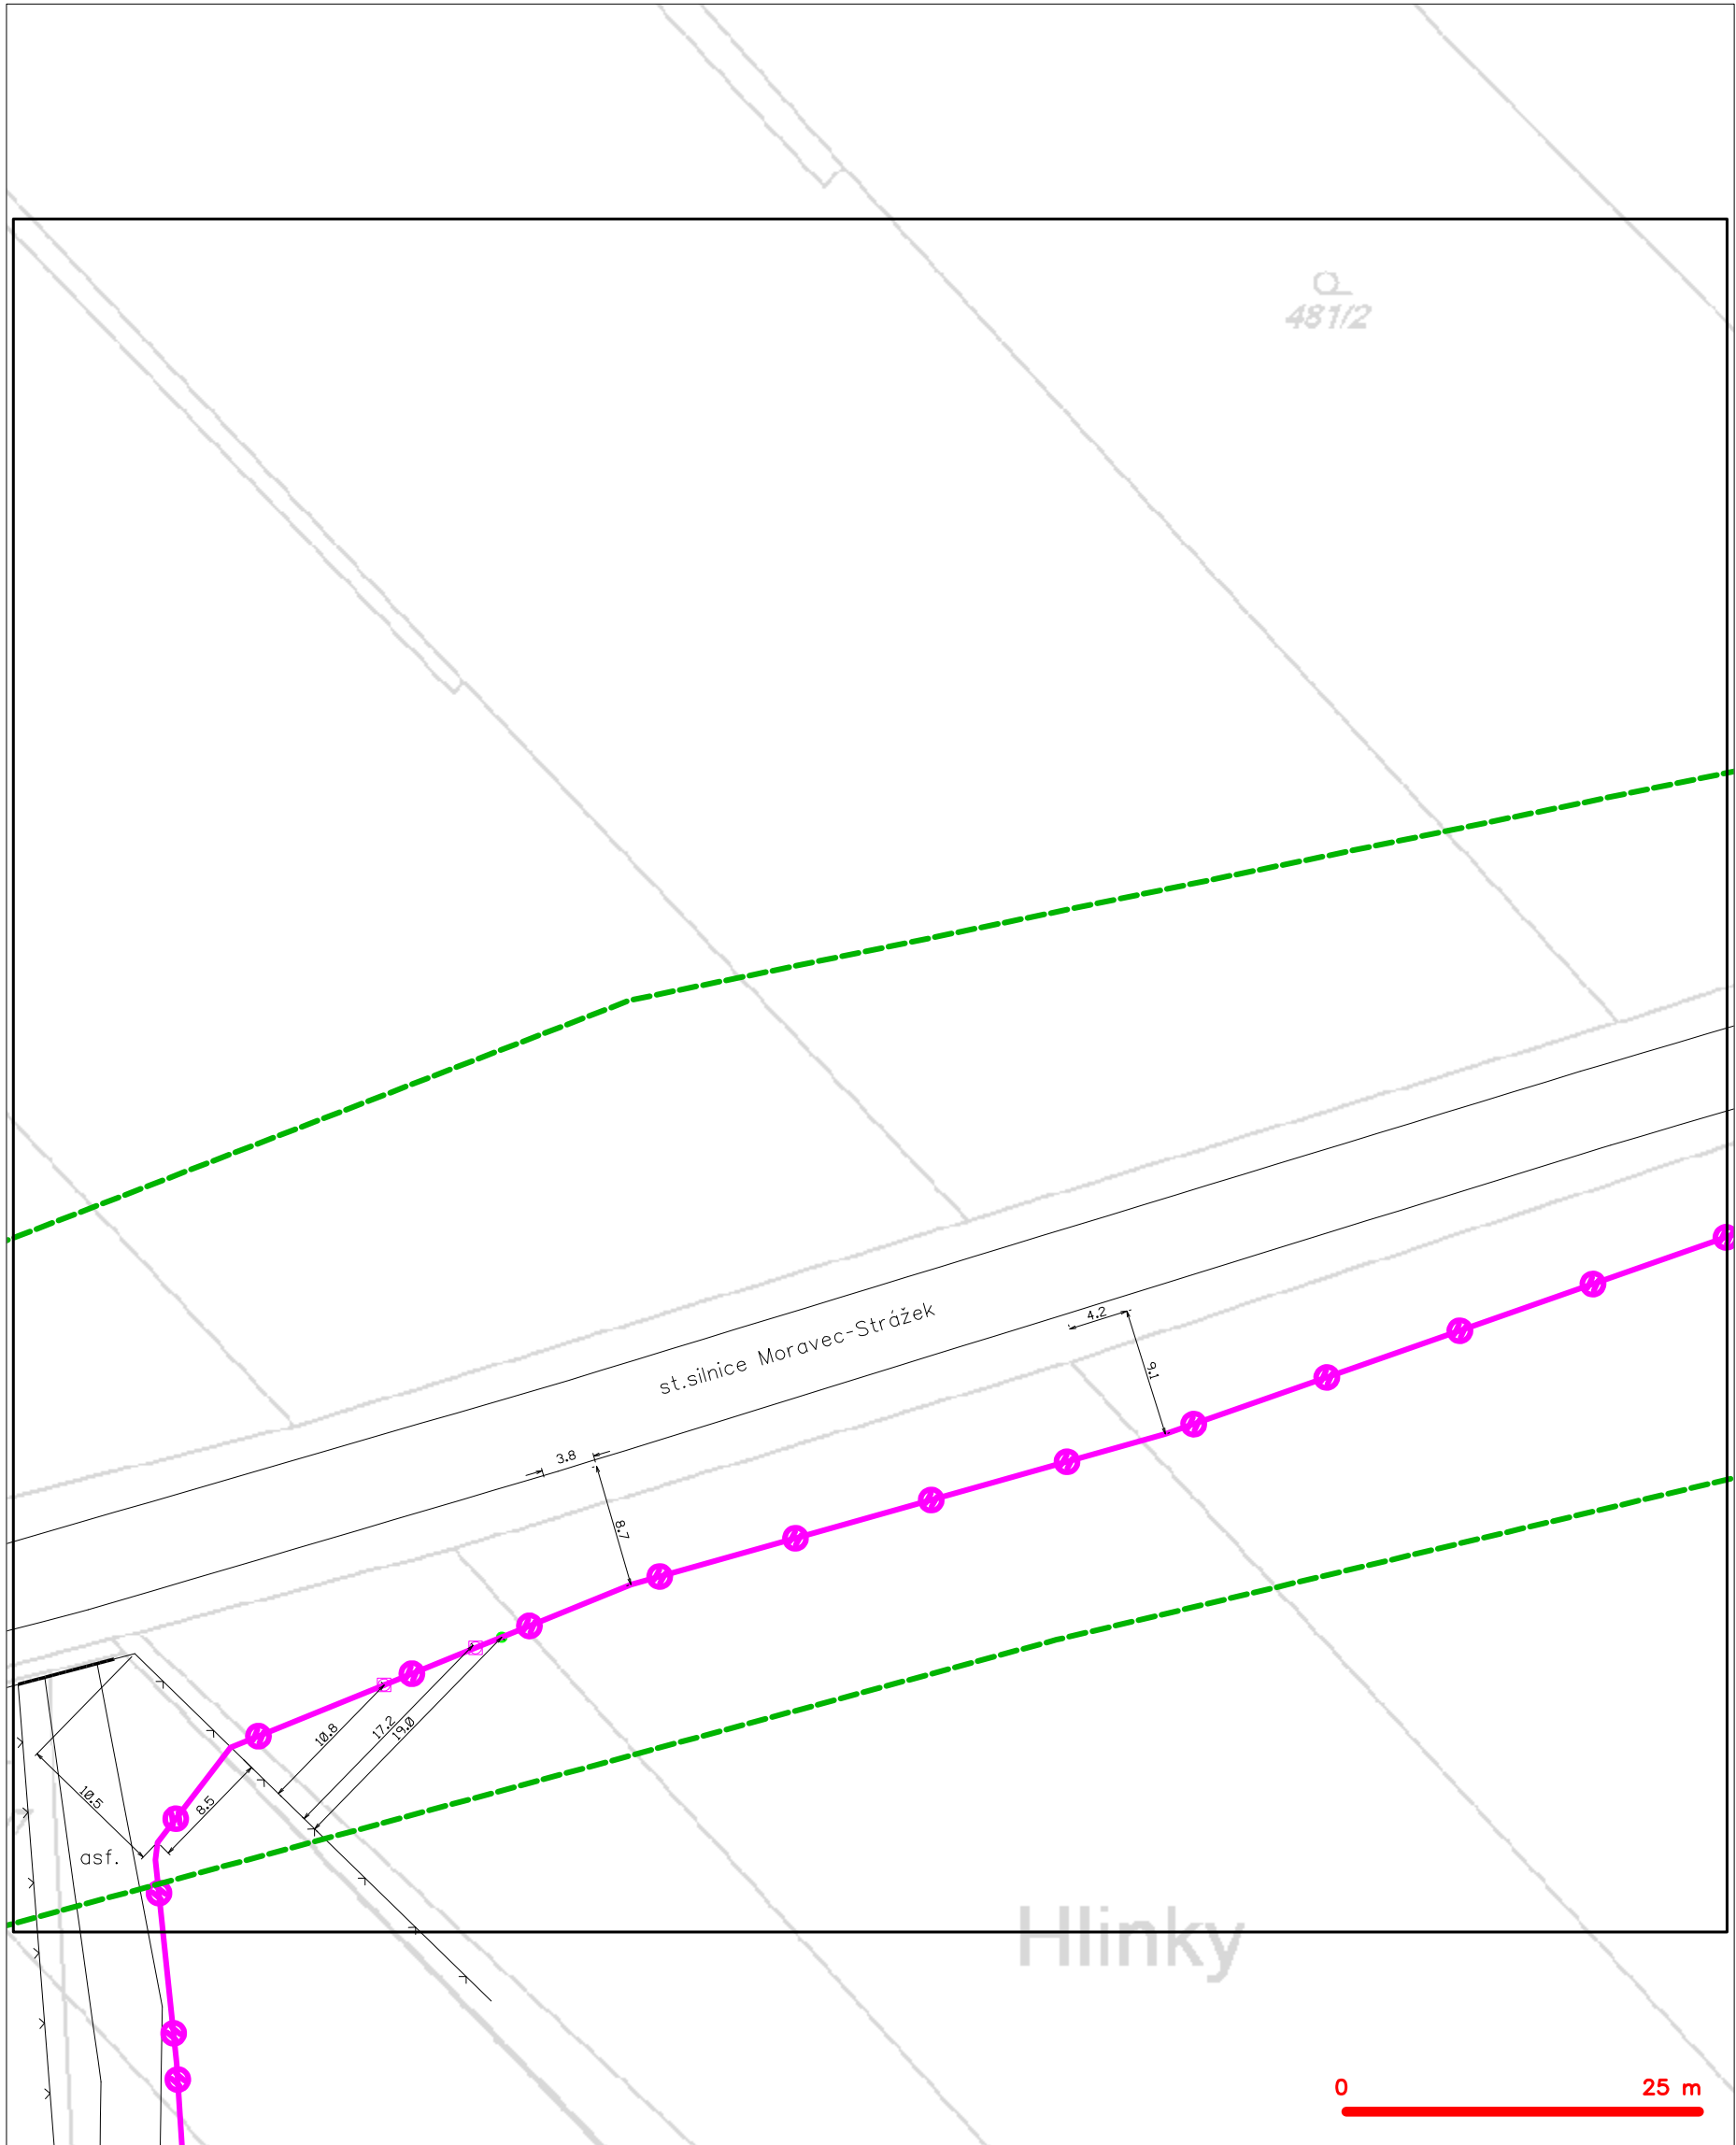 481/2
4.2
st.silnice Moravec-Strážek
9.1
3.8
8.7
10.8
17.2
19.0
10.5
8.5
asf.
Hlinky
0 25 m